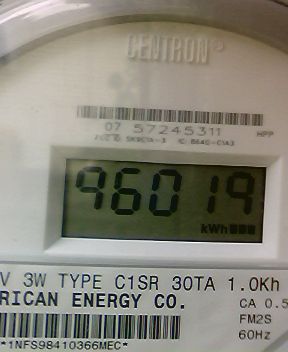 CENTRON®
07 57245311 HPP
96019
kWh
V 3W TYPE C1SR 30TA 1.0Kh
RICAN ENERGY CO.
CA 0.5
FM2S
60Hz
*1NFS98410366MEC*